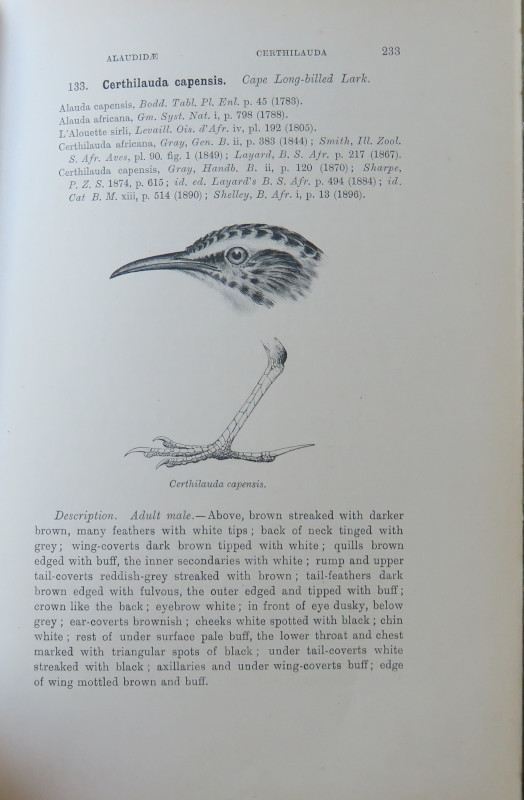 ALAUDIDÆ CERTHILAUDA 233
133. Certhilauda capensis. Cape Long-billed Lark.
Alauda capensis, Bodd. Tabl. Pl. Enl. p. 45 (1783).
Alauda africana, Gm. Syst. Nat. i, p. 798 (1788).
L'Alouette sirli, Levaill. Ois. d'Afr. iv, pl. 192 (1805).
Certhilauda africana, Gray, Gen. B. ii, p. 383 (1844); Smith, Ill. Zool.
S. Afr. Aves, pl. 90. fig. 1 (1849); Layard, B. S. Afr. p. 217 (1867).
Certhilauda capensis, Gray, Handb. B. ii, p. 120 (1870); Sharpe,
P. Z. S. 1874, p. 615; id. ed. Layard's B. S. Afr. p. 494 (1884); id.
Cat B. M. xiii, p. 514 (1890); Shelley, B. Afr. i, p. 13 (1896).
Certhilauda capensis.
Description. Adult male.—Above, brown streaked with darker
brown, many feathers with white tips; back of neck tinged with
grey; wing-coverts dark brown tipped with white; quills brown
edged with buff, the inner secondaries with white; rump and upper
tail-coverts reddish-grey streaked with brown; tail-feathers dark
brown edged with fulvous, the outer edged and tipped with buff;
crown like the back; eyebrow white; in front of eye dusky, below
grey; ear-coverts brownish; cheeks white spotted with black; chin
white; rest of under surface pale buff, the lower throat and chest
marked with triangular spots of black; under tail-coverts white
streaked with black; axillaries and under wing-coverts buff; edge
of wing mottled brown and buff.